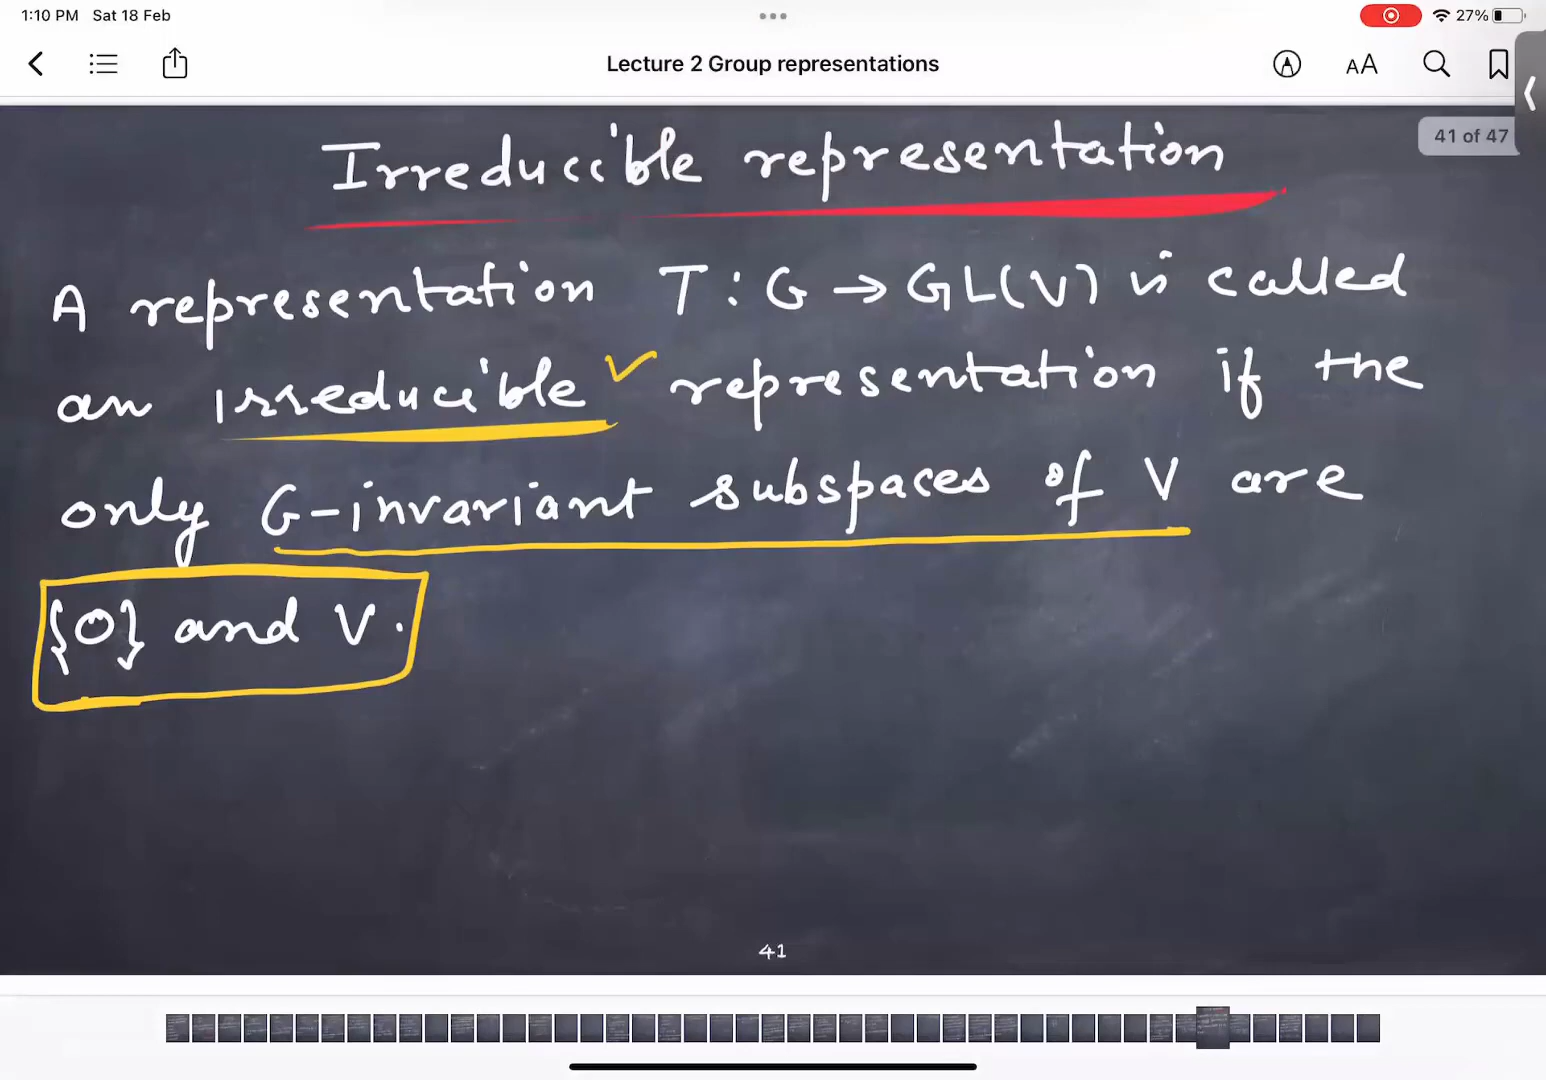 1:10 PM Sat 18 Feb
27%
Lecture 2 Group representations
AA
41 of 47
Irreducible representation
A representation T : G → GL(V) is called
an irreducible ✓ representation if the
only G-invariant subspaces of V are
{0} and V.
41